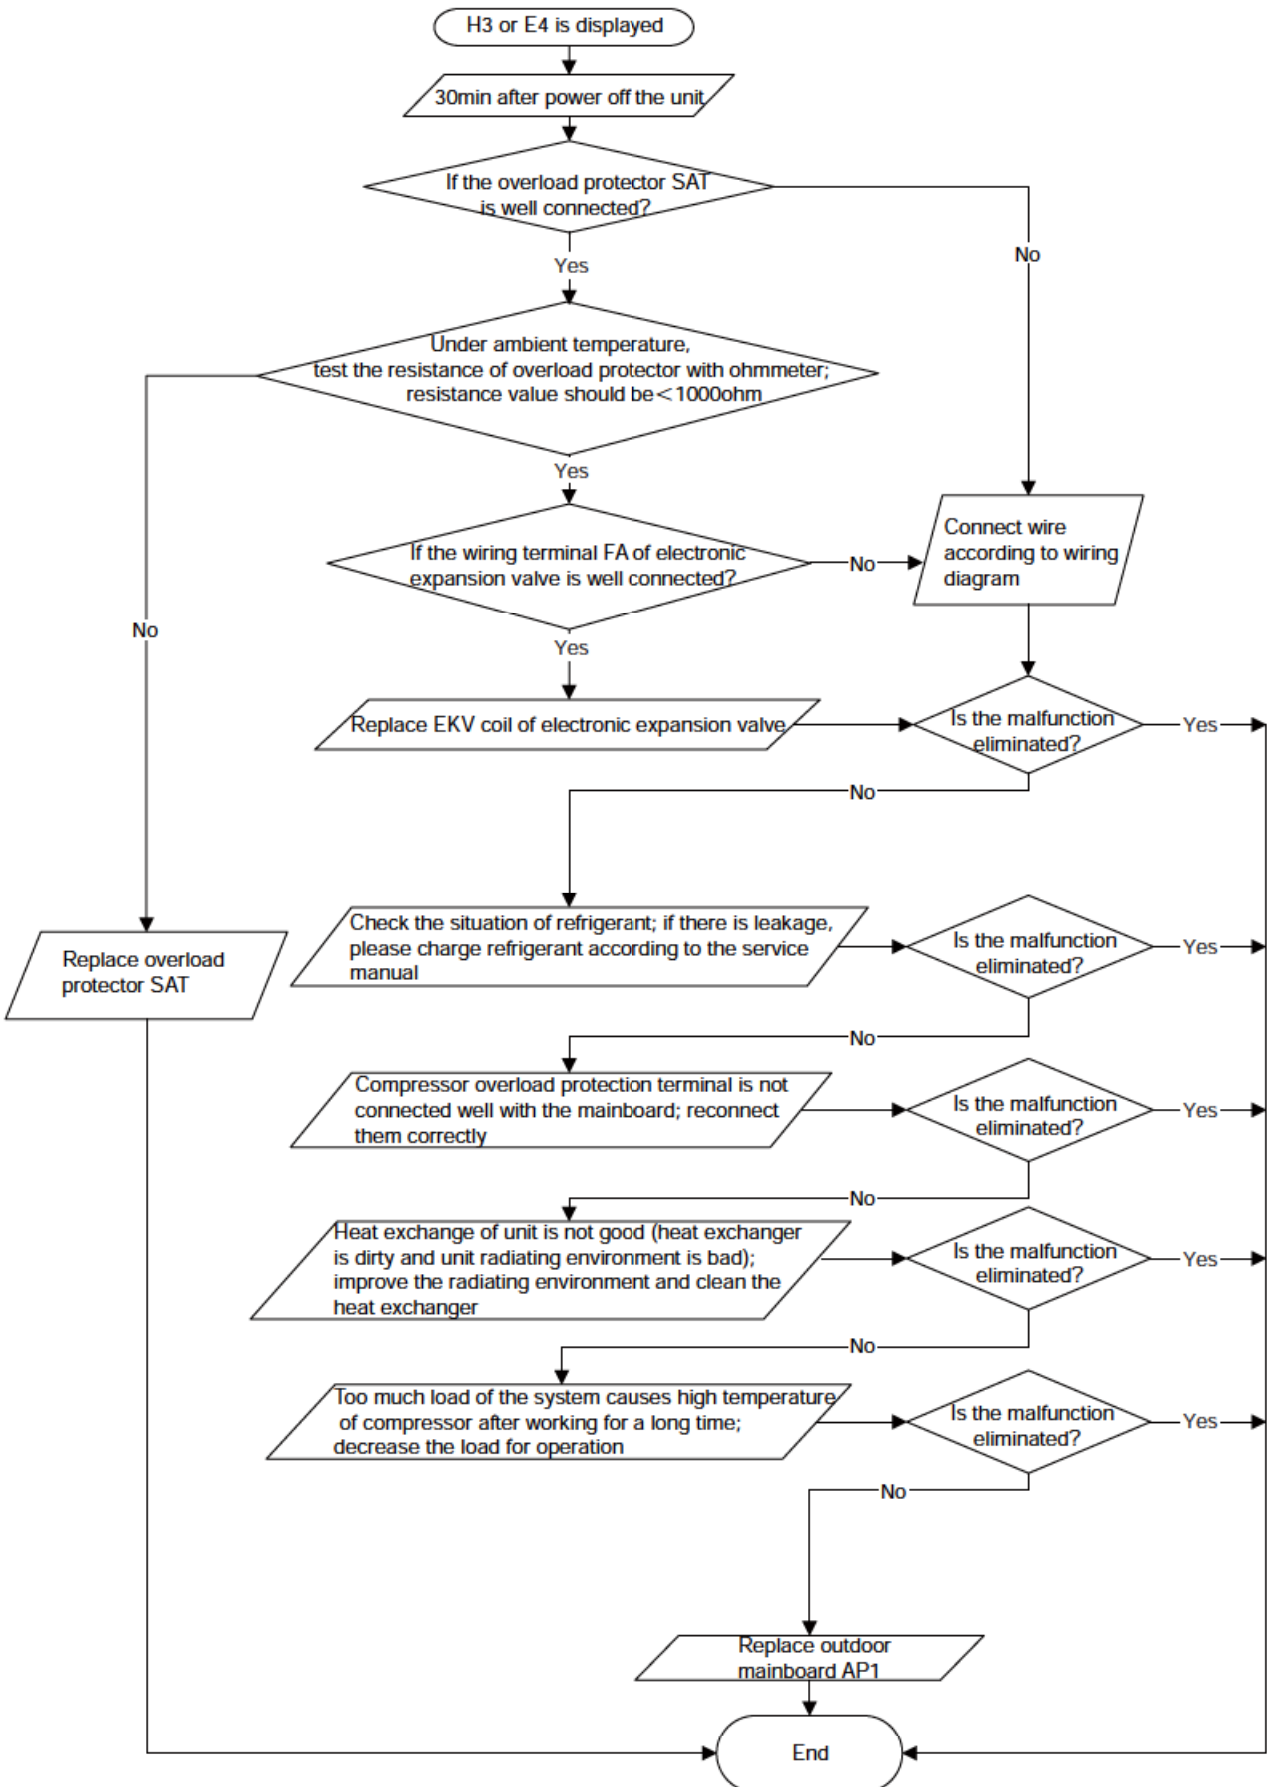 H3 or E4 is displayed
30min after power off the unit
If the overload protector SAT
is well connected?
No
Yes
Under ambient temperature,
test the resistance of overload protector with ohmmeter;
resistance value should be<1000ohm
Yes
If the wiring terminal FA of electronic
expansion valve is well connected?
No
Connect wire
according to wiring
diagram
No
Yes
Replace EKV coil of electronic expansion valve
Is the malfunction
eliminated?
Yes
No
Check the situation of refrigerant; if there is leakage,
please charge refrigerant according to the service
manual
Is the malfunction
eliminated?
Yes
Replace overload
protector SAT
No
Compressor overload protection terminal is not
connected well with the mainboard; reconnect
them correctly
Is the malfunction
eliminated?
Yes
No
Heat exchange of unit is not good (heat exchanger
is dirty and unit radiating environment is bad);
improve the radiating environment and clean the
heat exchanger
Is the malfunction
eliminated?
Yes
No
Too much load of the system causes high temperature
of compressor after working for a long time;
decrease the load for operation
Is the malfunction
eliminated?
Yes
No
Replace outdoor
mainboard AP1
End